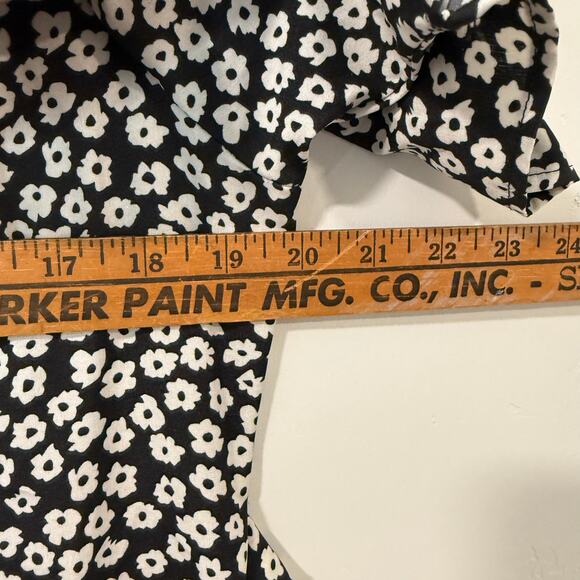 17 18 19 20 21 22 23 24
RKER PAINT MFG. CO., INC. - S